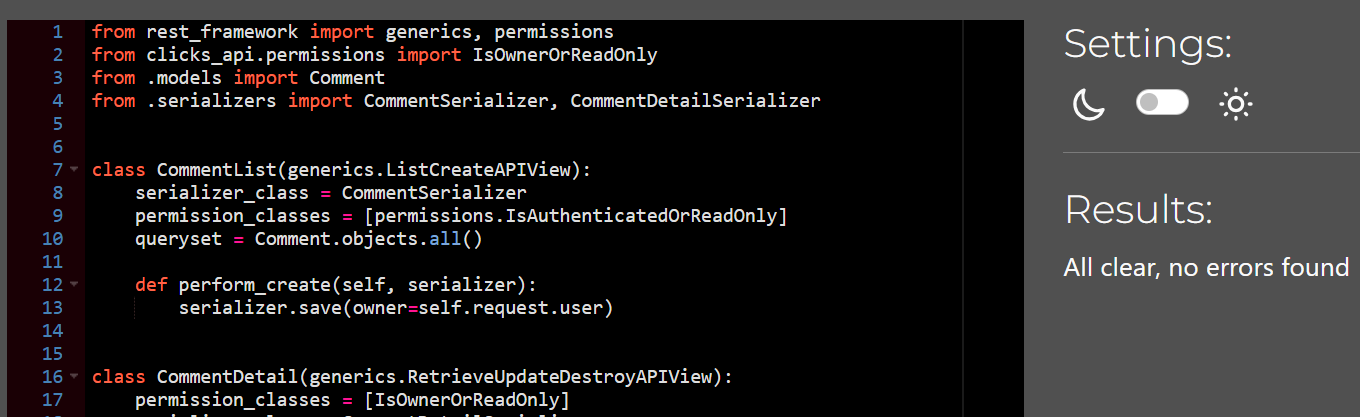 1 from rest_framework import generics, permissions
2 from clicks_api.permissions import IsOwnerOrReadOnly
3 from .models import Comment
4 from .serializers import CommentSerializer, CommentDetailSerializer
5
6
7 class CommentList(generics.ListCreateAPIView):
8     serializer_class = CommentSerializer
9     permission_classes = [permissions.IsAuthenticatedOrReadOnly]
10     queryset = Comment.objects.all()
11
12     def perform_create(self, serializer):
13         serializer.save(owner=self.request.user)
14
15
16 class CommentDetail(generics.RetrieveUpdateDestroyAPIView):
17     permission_classes = [IsOwnerOrReadOnly]
Settings:
Results:
All clear, no errors found